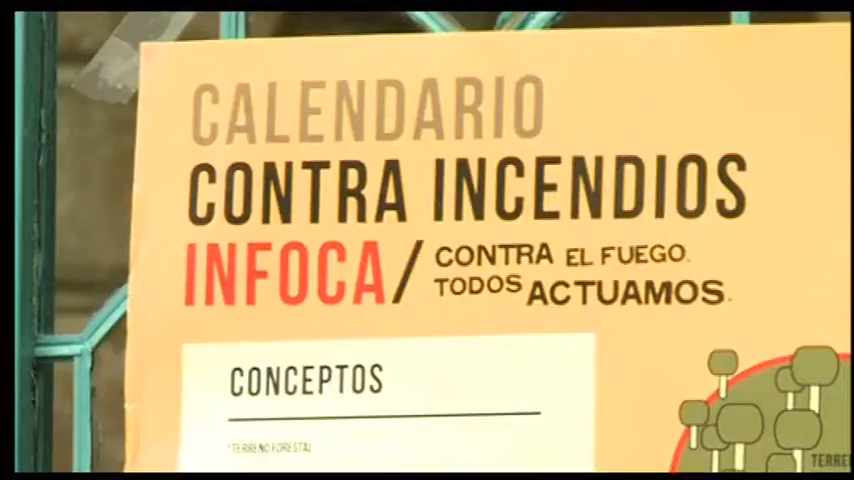 CALENDARIO
CONTRA INCENDIOS
INFOCA/ CONTRA EL FUEGO.
TODOS ACTUAMOS.
CONCEPTOS
*TERRENO FORESTAL